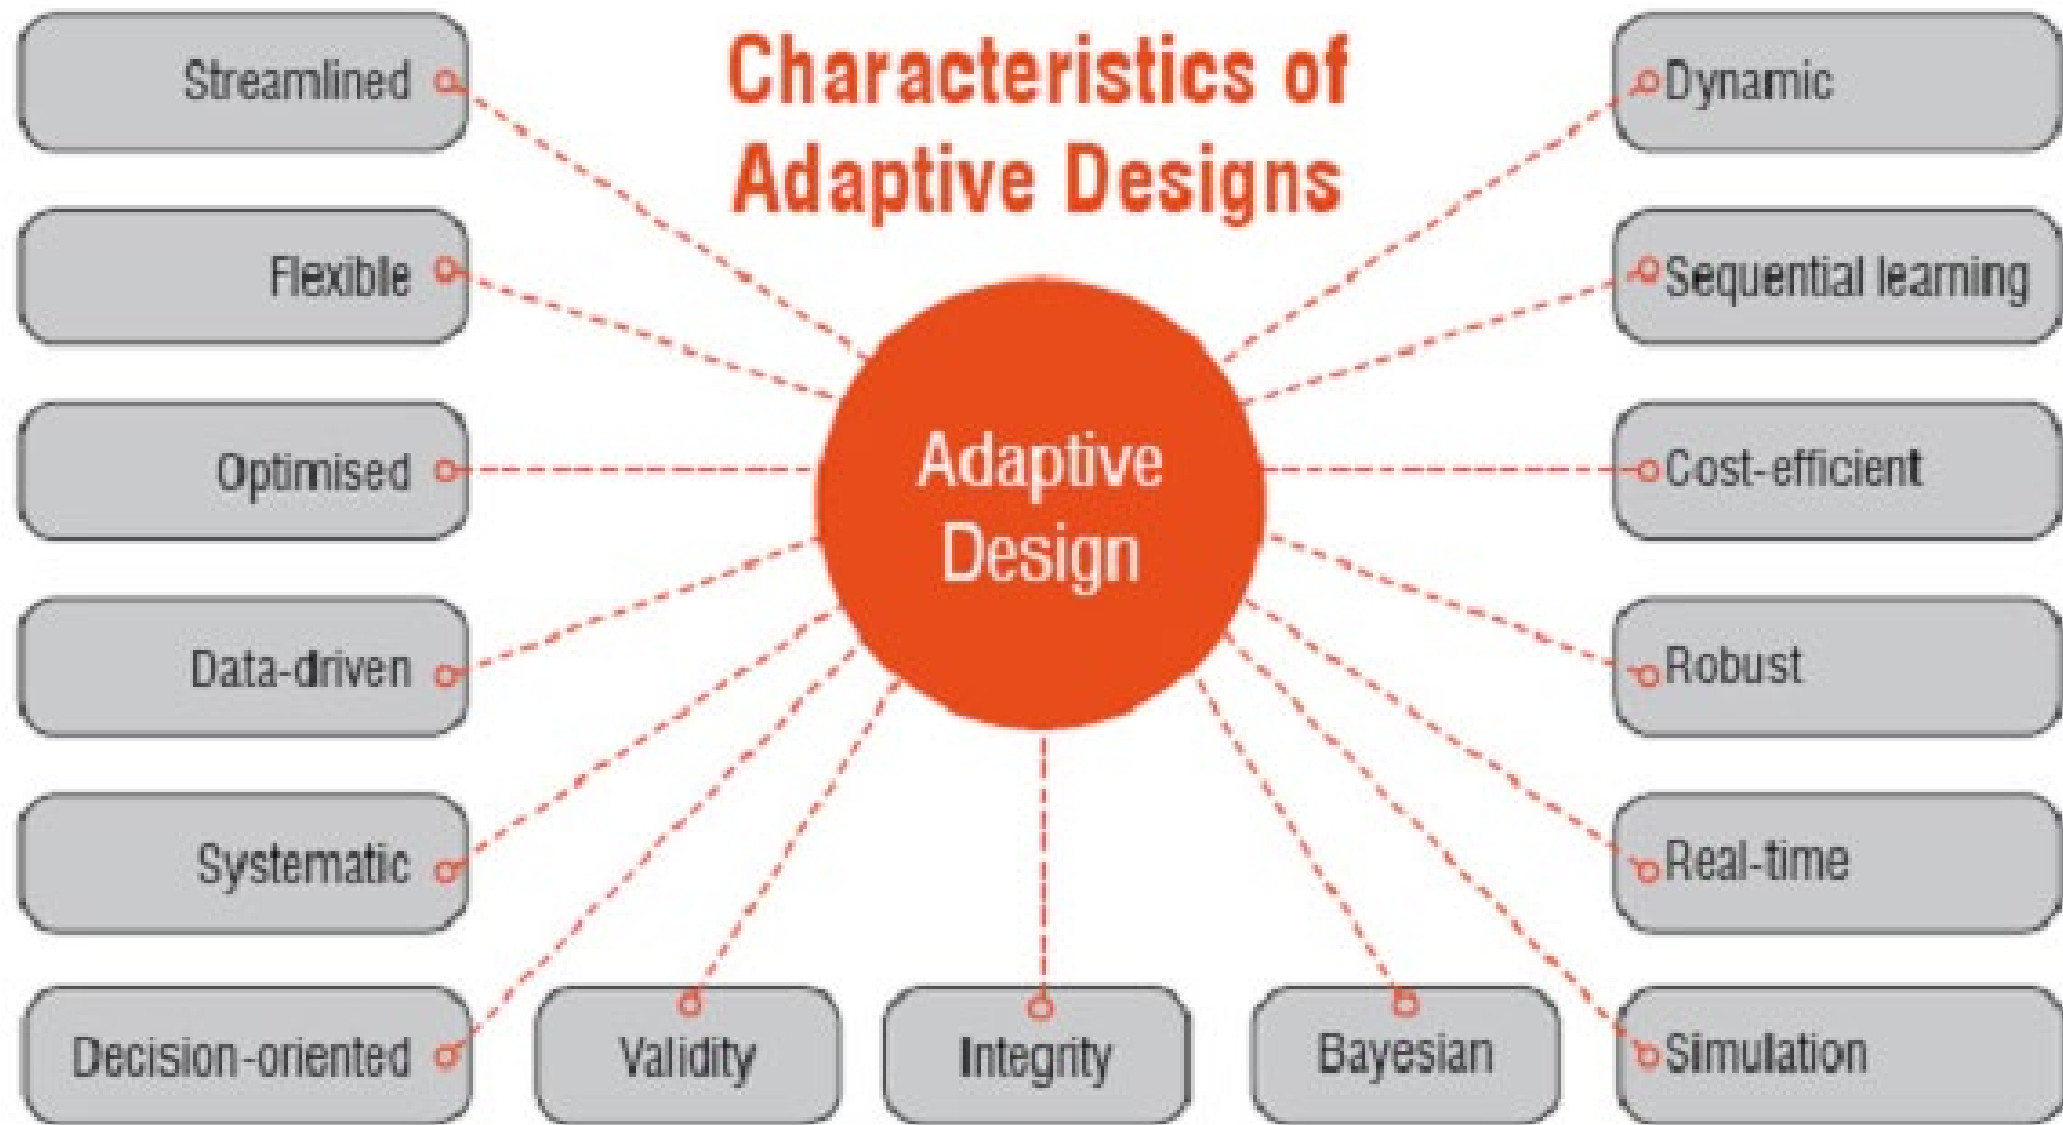 Characteristics of
Adaptive Designs
Streamlined
Flexible
Optimised
Data-driven
Systematic
Decision-oriented
Adaptive
Design
Validity
Integrity
Bayesian
Dynamic
Sequential learning
Cost-efficient
Robust
Real-time
Simulation